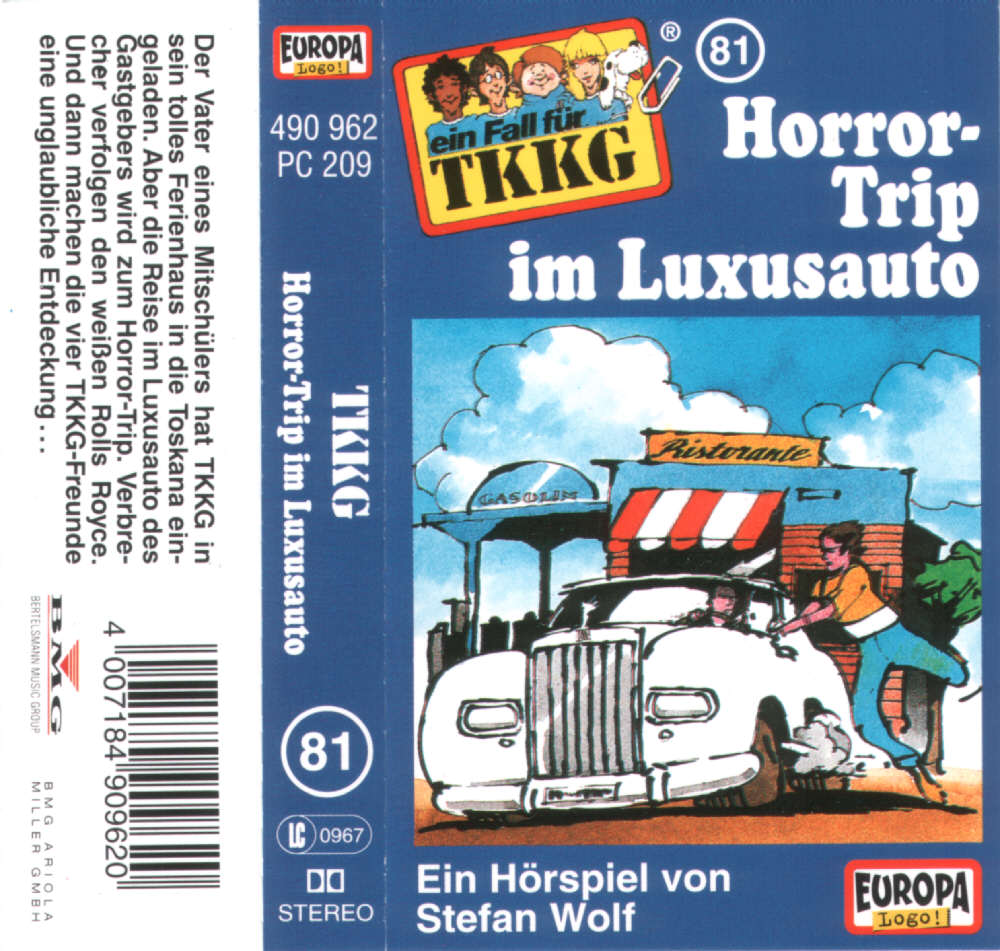 Der Vater eines Mitschülers hat TKKG in
sein tolles Ferienhaus in die Toskana ein-
geladen. Aber die Reise im Luxusauto des
Gastgebers wird zum Horror-Trip. Verbre-
cher verfolgen den weißen Rolls Royce.
Und dann machen die vier TKKG-Freunde
eine unglaubliche Entdeckung...
BMG
BERTELSMANN MUSIC GROUP
BMG ARIOLA
MILLER GMBH
4 007184 909620
EUROPA
Logo!
490 962
PC 209
TKKG
Horror-Trip im Luxusauto
81
LC 0967
STEREO
ein Fall für
TKKG
®
81
Horror-
Trip
im Luxusauto
Ristorante
GASOLIN
Ein Hörspiel von
Stefan Wolf
EUROPA
Logo!